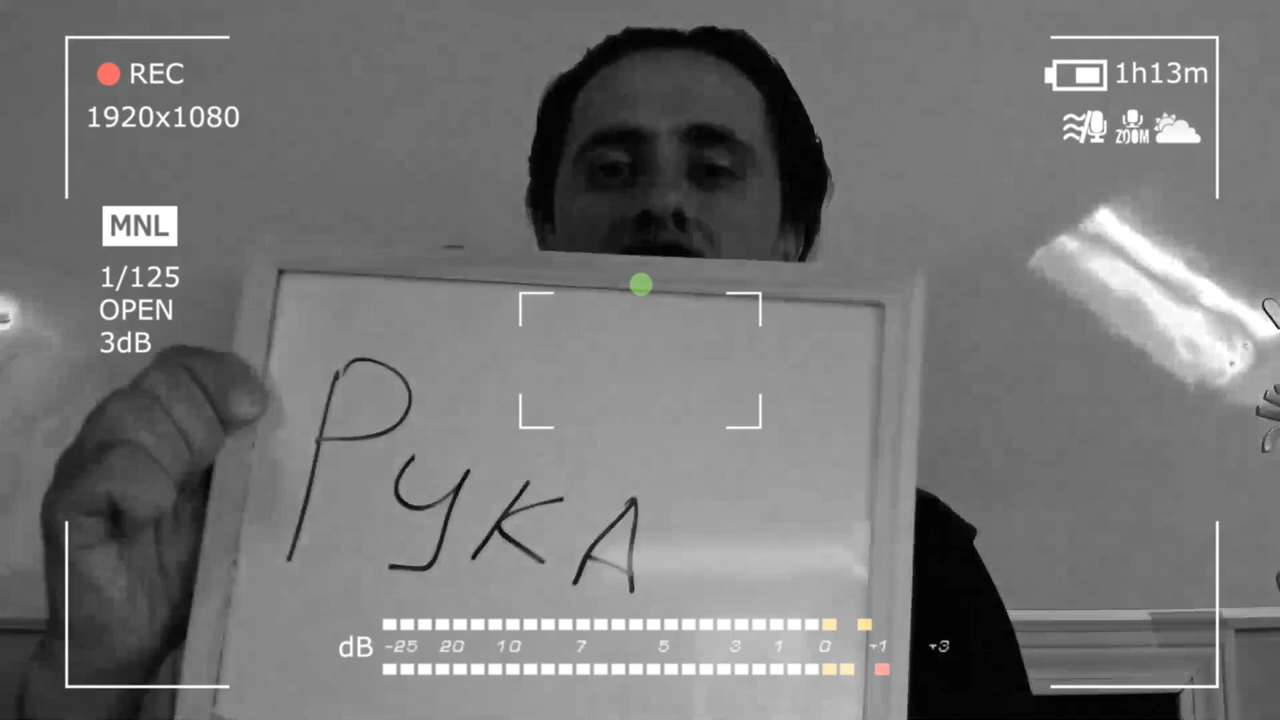 REC
1h13m
1920x1080
ZOOM
MNL
1/125
OPEN
3dB
Рука
dB -25 20 10 7 5 3 1 0 +1 +3